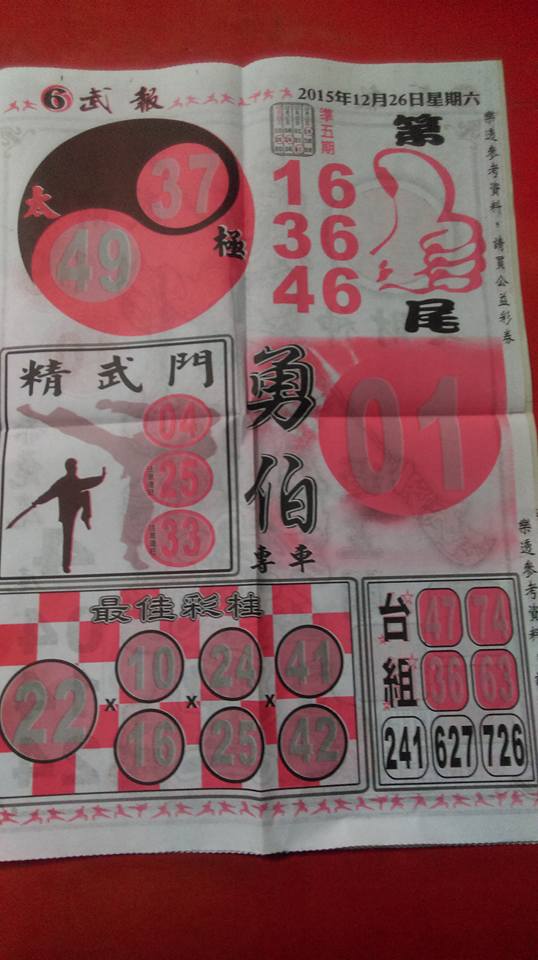 6 武報
2015年12月26日星期六
太極
37
49
準五期
16
36
46
第尾
樂透參考資料，請買公益彩券
精武門
04
25
33
勇伯
專車
01
樂透參考資料
最佳彩柱
22 x 10 x 24 x 41
16 25 42
台組
47 74
36 63
241 627 726